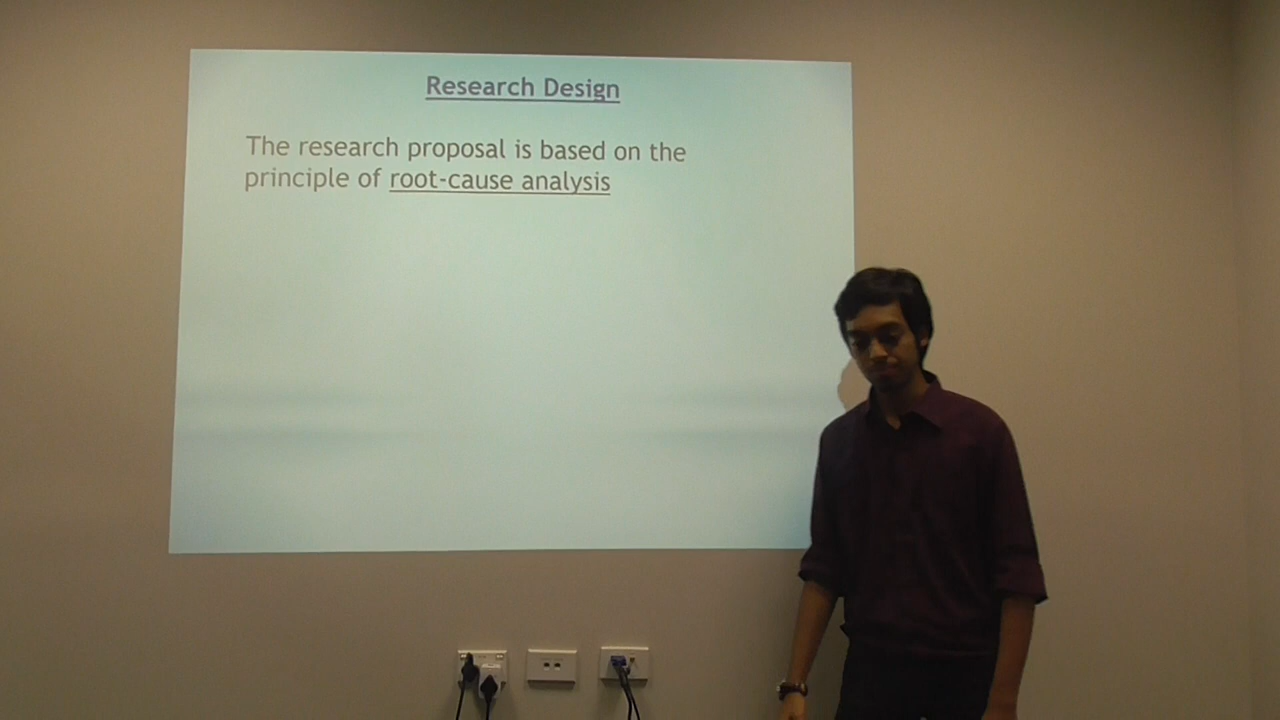 Research Design
The research proposal is based on the
principle of root-cause analysis